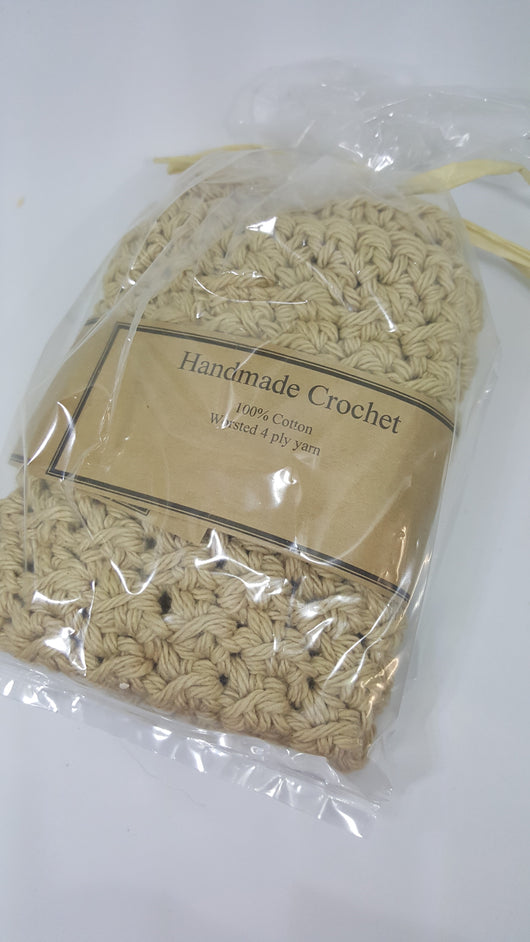 Handmade Crochet
100% Cotton
Worsted 4 ply yarn